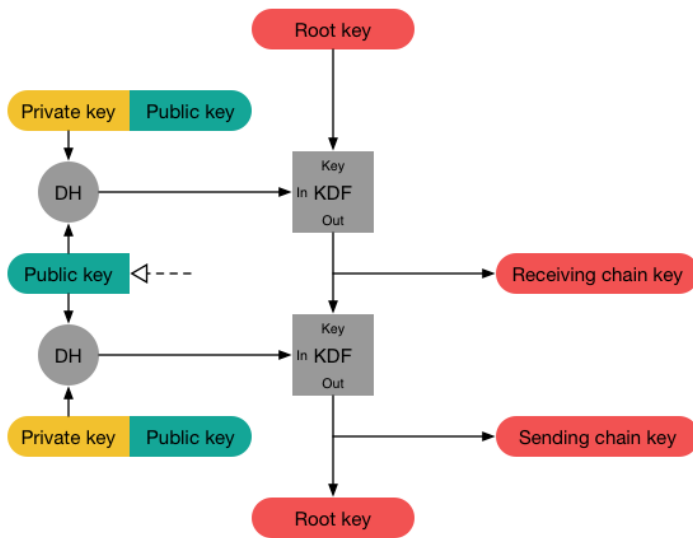 Root key
Private key Public key
Key
DH
In KDF
Out
Public key
Receiving chain key
Key
DH
In KDF
Out
Private key Public key
Sending chain key
Root key